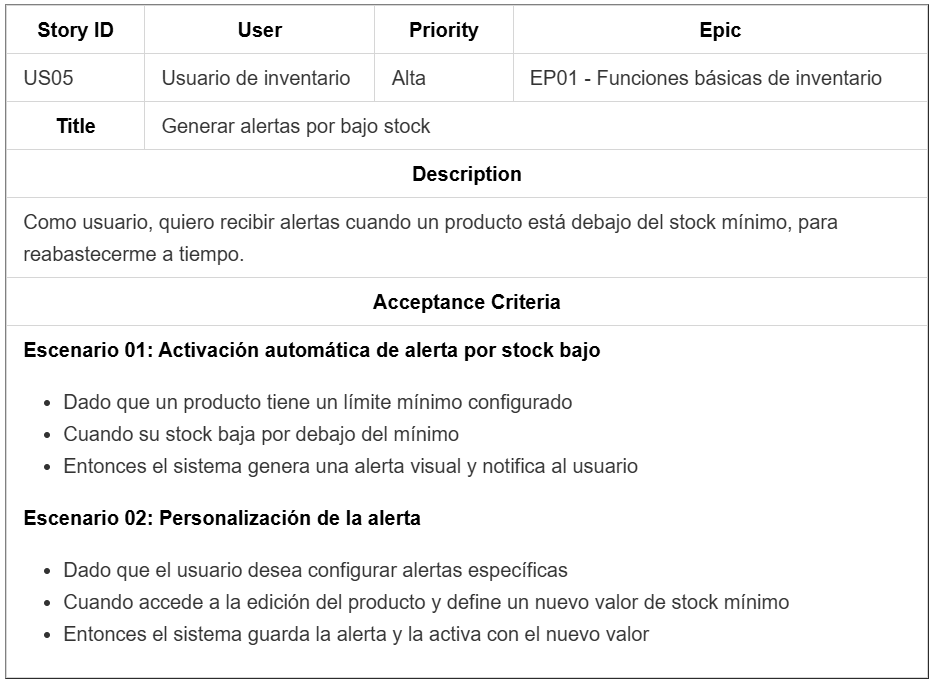 Story ID User Priority Epic
US05 Usuario de inventario Alta EP01 - Funciones básicas de inventario
Title Generar alertas por bajo stock
Description
Como usuario, quiero recibir alertas cuando un producto está debajo del stock mínimo, para
reabastecerme a tiempo.
Acceptance Criteria
Escenario 01: Activación automática de alerta por stock bajo
• Dado que un producto tiene un límite mínimo configurado
• Cuando su stock baja por debajo del mínimo
• Entonces el sistema genera una alerta visual y notifica al usuario
Escenario 02: Personalización de la alerta
• Dado que el usuario desea configurar alertas específicas
• Cuando accede a la edición del producto y define un nuevo valor de stock mínimo
• Entonces el sistema guarda la alerta y la activa con el nuevo valor